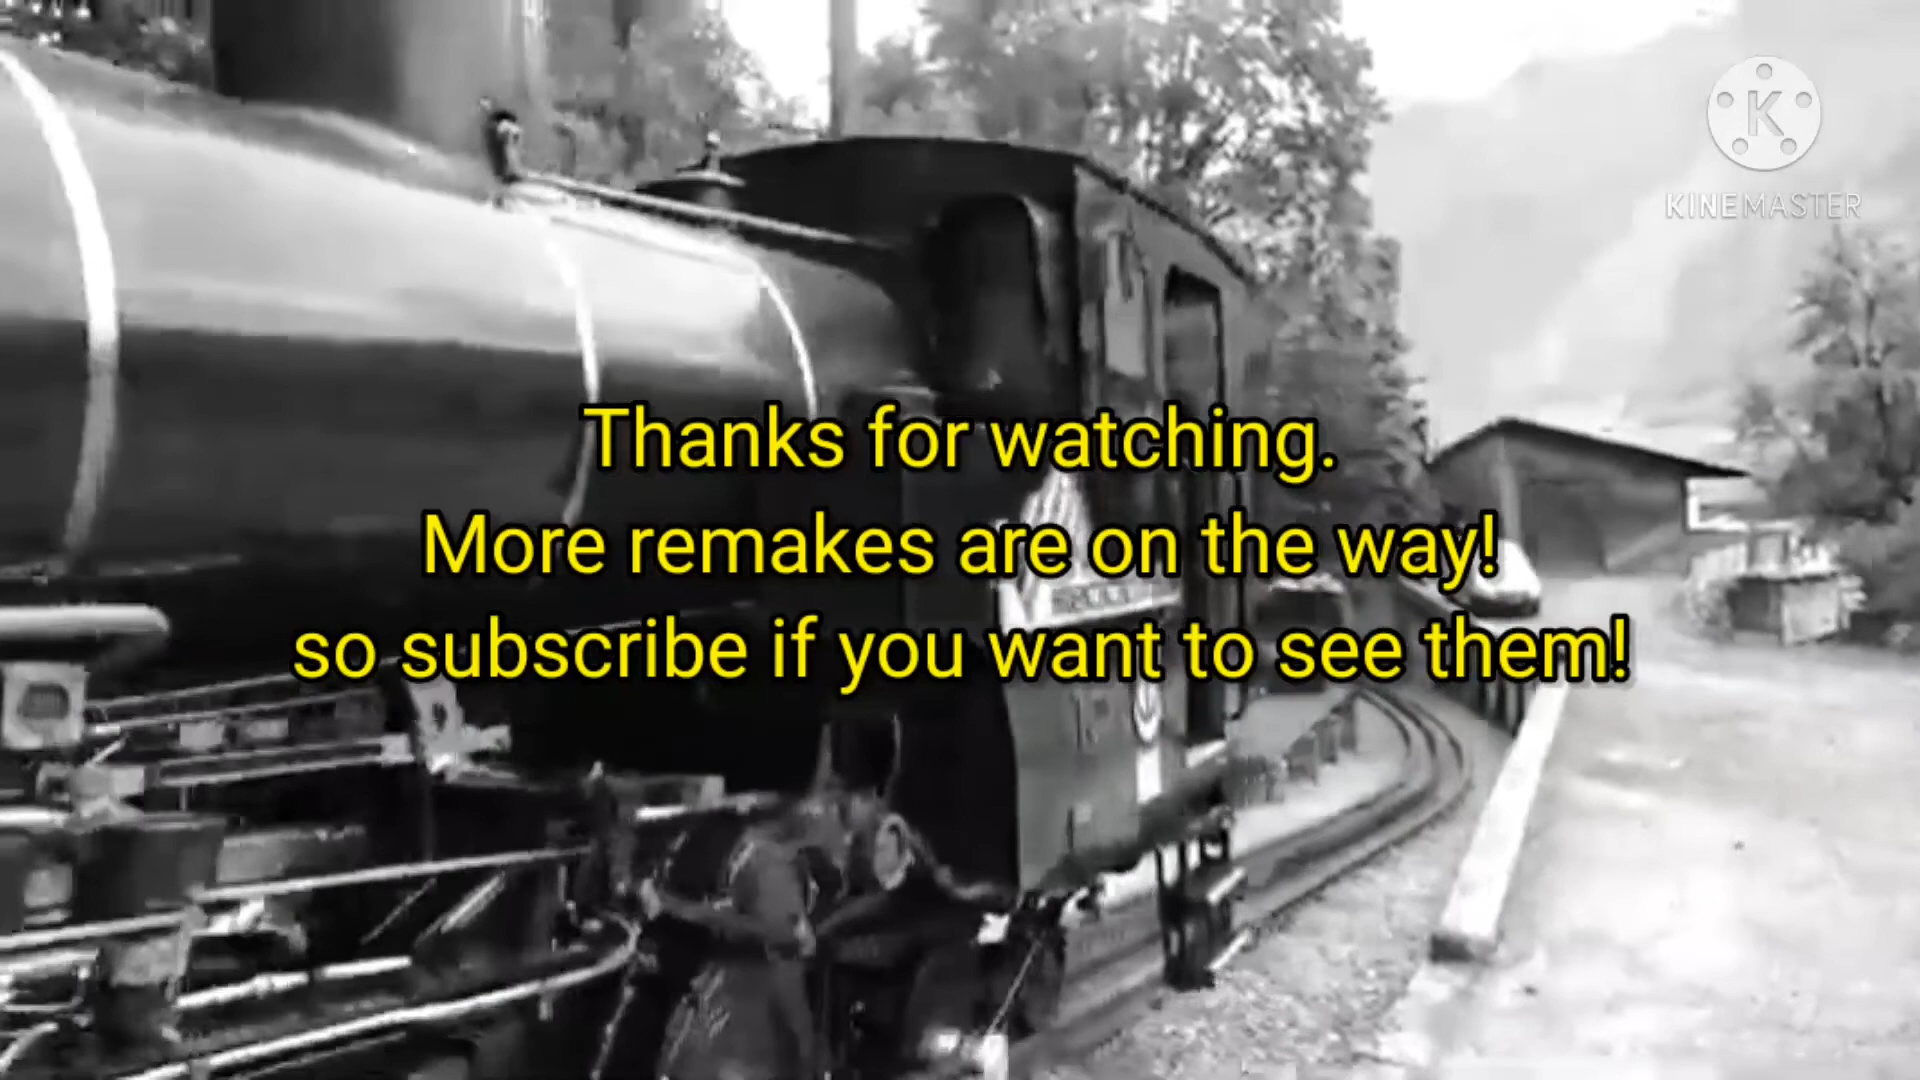 K
KINEMASTER
Thanks for watching.
More remakes are on the way!
so subscribe if you want to see them!